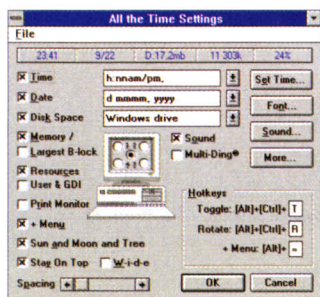 All the Time Settings
File
23:41 9/22 D:17.2mb 11 303k 24%
Time h:nnam/pm, Set Time...
Date d mmmm, yyyy Font...
Disk Space Windows drive
Memory / Sound Sound...
Largest B-lock Multi-Ding® More...
Resources
User & GDI
Print Monitor
Hotkeys
Toggle: [Alt]+[Ctrl]+ T
Rotate: [Alt]+[Ctrl]+ R
+ Menu + Menu: [Alt]+[Ctrl]+ =
Sun and Moon and Tree
Stay On Top W-i-d-e
Spacing OK Cancel